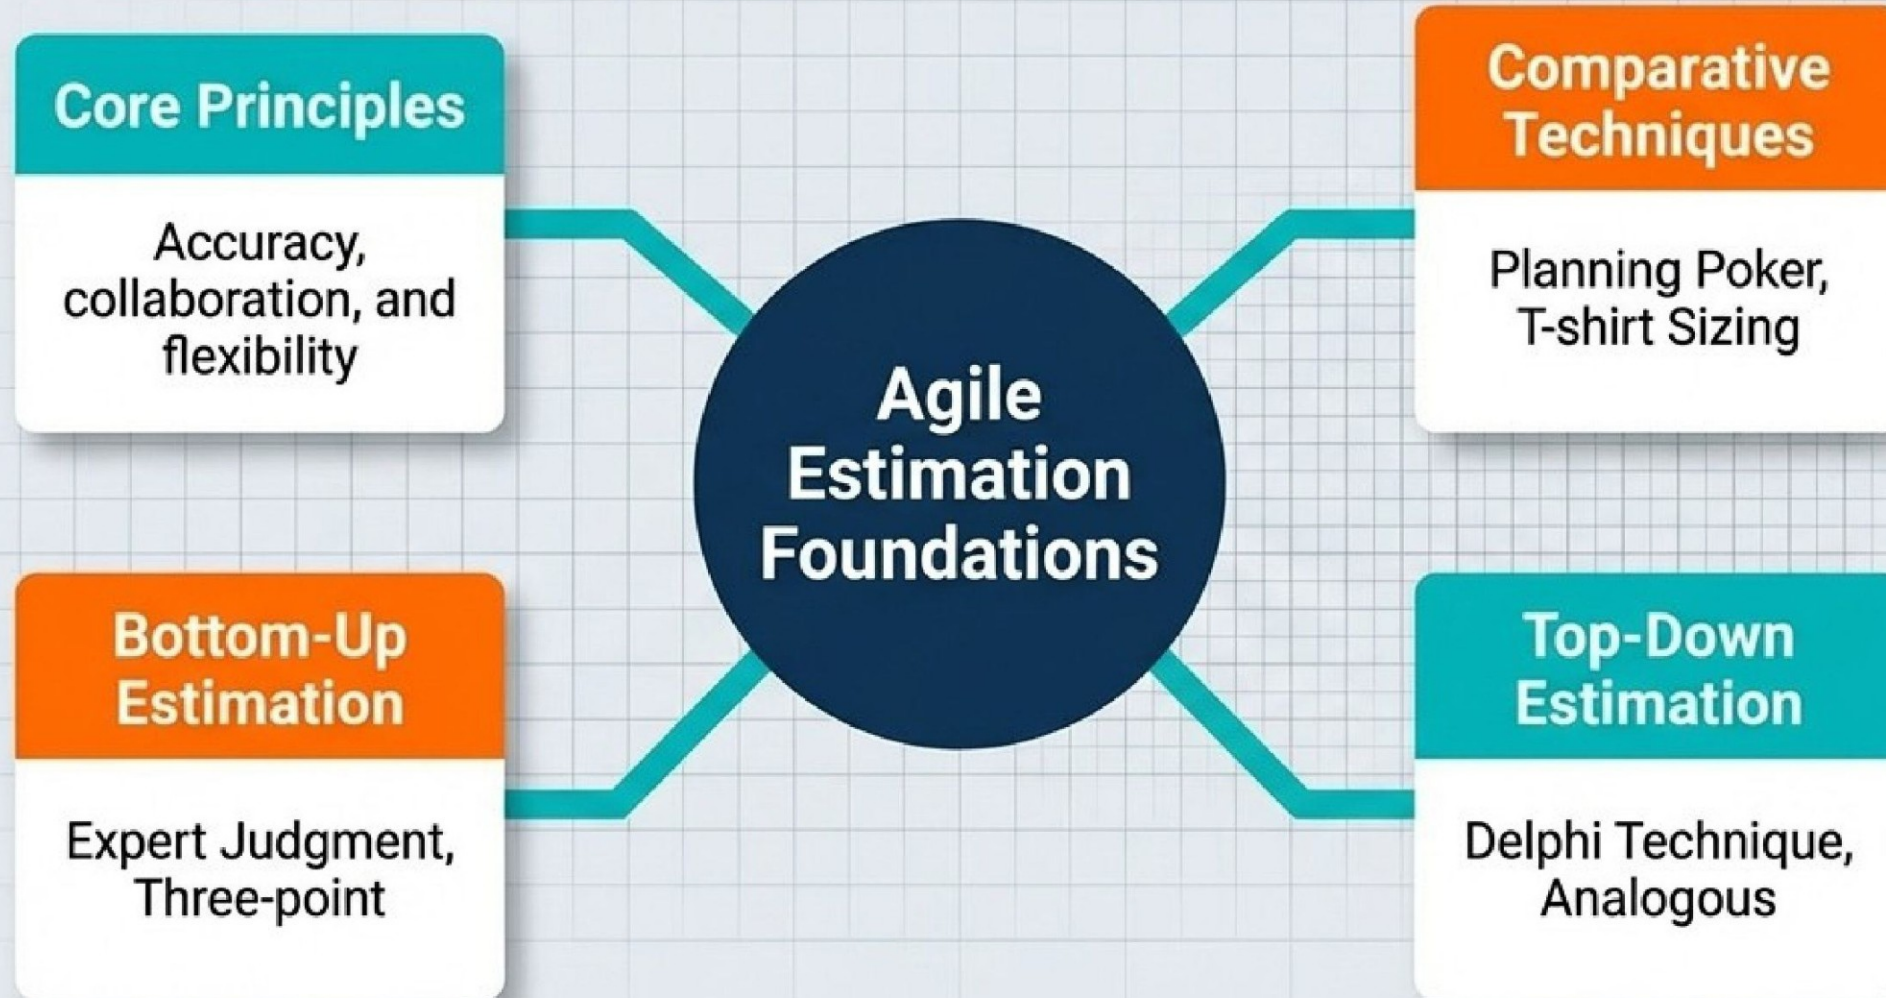 Core Principles
Accuracy,
collaboration, and
flexibility
Comparative
Techniques
Planning Poker,
T-shirt Sizing
Agile
Estimation
Foundations
Bottom-Up
Estimation
Expert Judgment,
Three-point
Top-Down
Estimation
Delphi Technique,
Analogous